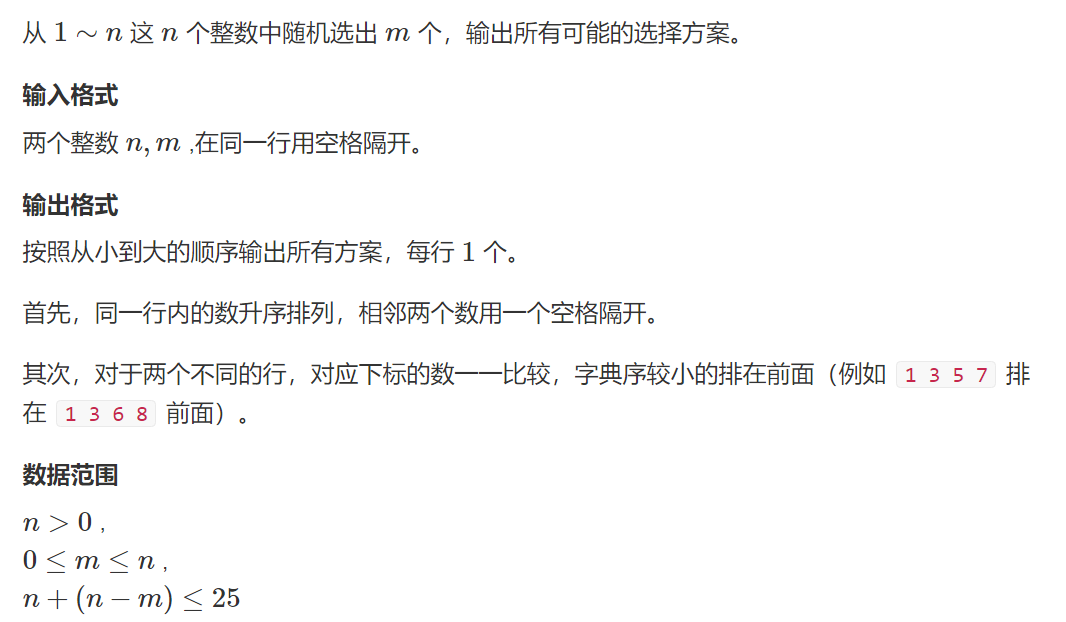 从 1 ∼ n 这 n 个整数中随机选出 m 个，输出所有可能的选择方案。
输入格式
两个整数 n, m ,在同一行用空格隔开。
输出格式
按照从小到大的顺序输出所有方案，每行 1 个。
首先，同一行内的数升序排列，相邻两个数用一个空格隔开。
其次，对于两个不同的行，对应下标的数一一比较，字典序较小的排在前面（例如 1 3 5 7 排
在 1 3 6 8 前面）。
数据范围
n > 0 ,
0 ≤ m ≤ n ,
n + (n − m) ≤ 25